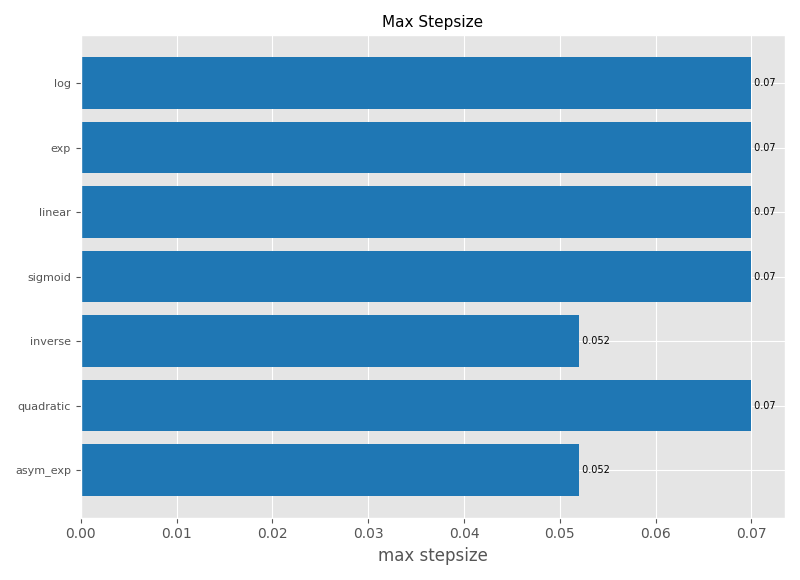 Max Stepsize
log 0.07
exp 0.07
linear 0.07
sigmoid 0.07
inverse 0.052
quadratic 0.07
asym_exp 0.052
0.00 0.01 0.02 0.03 0.04 0.05 0.06 0.07
max stepsize